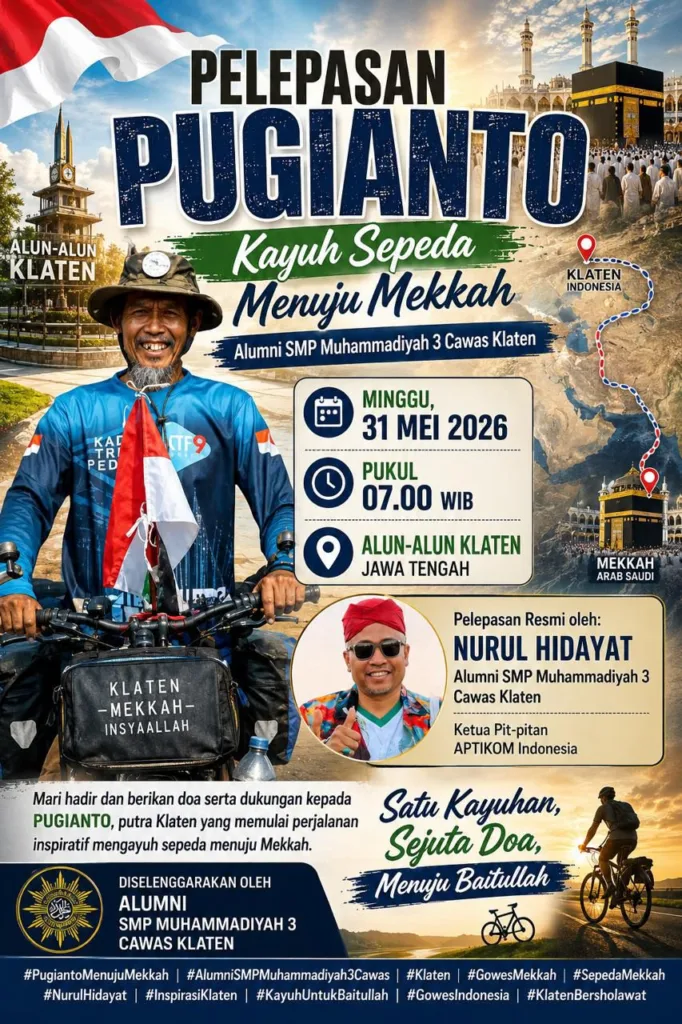 PELEPASAN
PUGIANTO
Kayuh Sepeda
Menuju Mekkah
Alumni SMP Muhammadiyah 3 Cawas Klaten
ALUN-ALUN
KLATEN
KLATEN
INDONESIA
MEKKAH
ARAB SAUDI
MINGGU,
31 MEI 2026
PUKUL
07.00 WIB
ALUN-ALUN KLATEN
JAWA TENGAH
KLATEN
–MEKKAH–
INSYAALLAH
Pelepasan Resmi oleh:
NURUL HIDAYAT
Alumni SMP Muhammadiyah 3
Cawas Klaten
Ketua Pit-pitan
APTIKOM Indonesia
Mari hadir dan berikan doa serta dukungan kepada
PUGIANTO, putra Klaten yang memulai perjalanan
inspiratif mengayuh sepeda menuju Mekkah.
Satu Kayuhan,
Sejuta Doa,
Menuju Baitullah
DISELENGGARAKAN OLEH
ALUMNI
SMP MUHAMMADIYAH 3
CAWAS KLATEN
#PugiantoMenujuMekkah | #AlumniSMPMuhammadiyah3Cawas | #Klaten | #GowesMekkah | #SepedaMekkah
#NurulHidayat | #InspirasiKlaten | #KayuhUntukBaitullah | #GowesIndonesia | #KlatenBersholawat